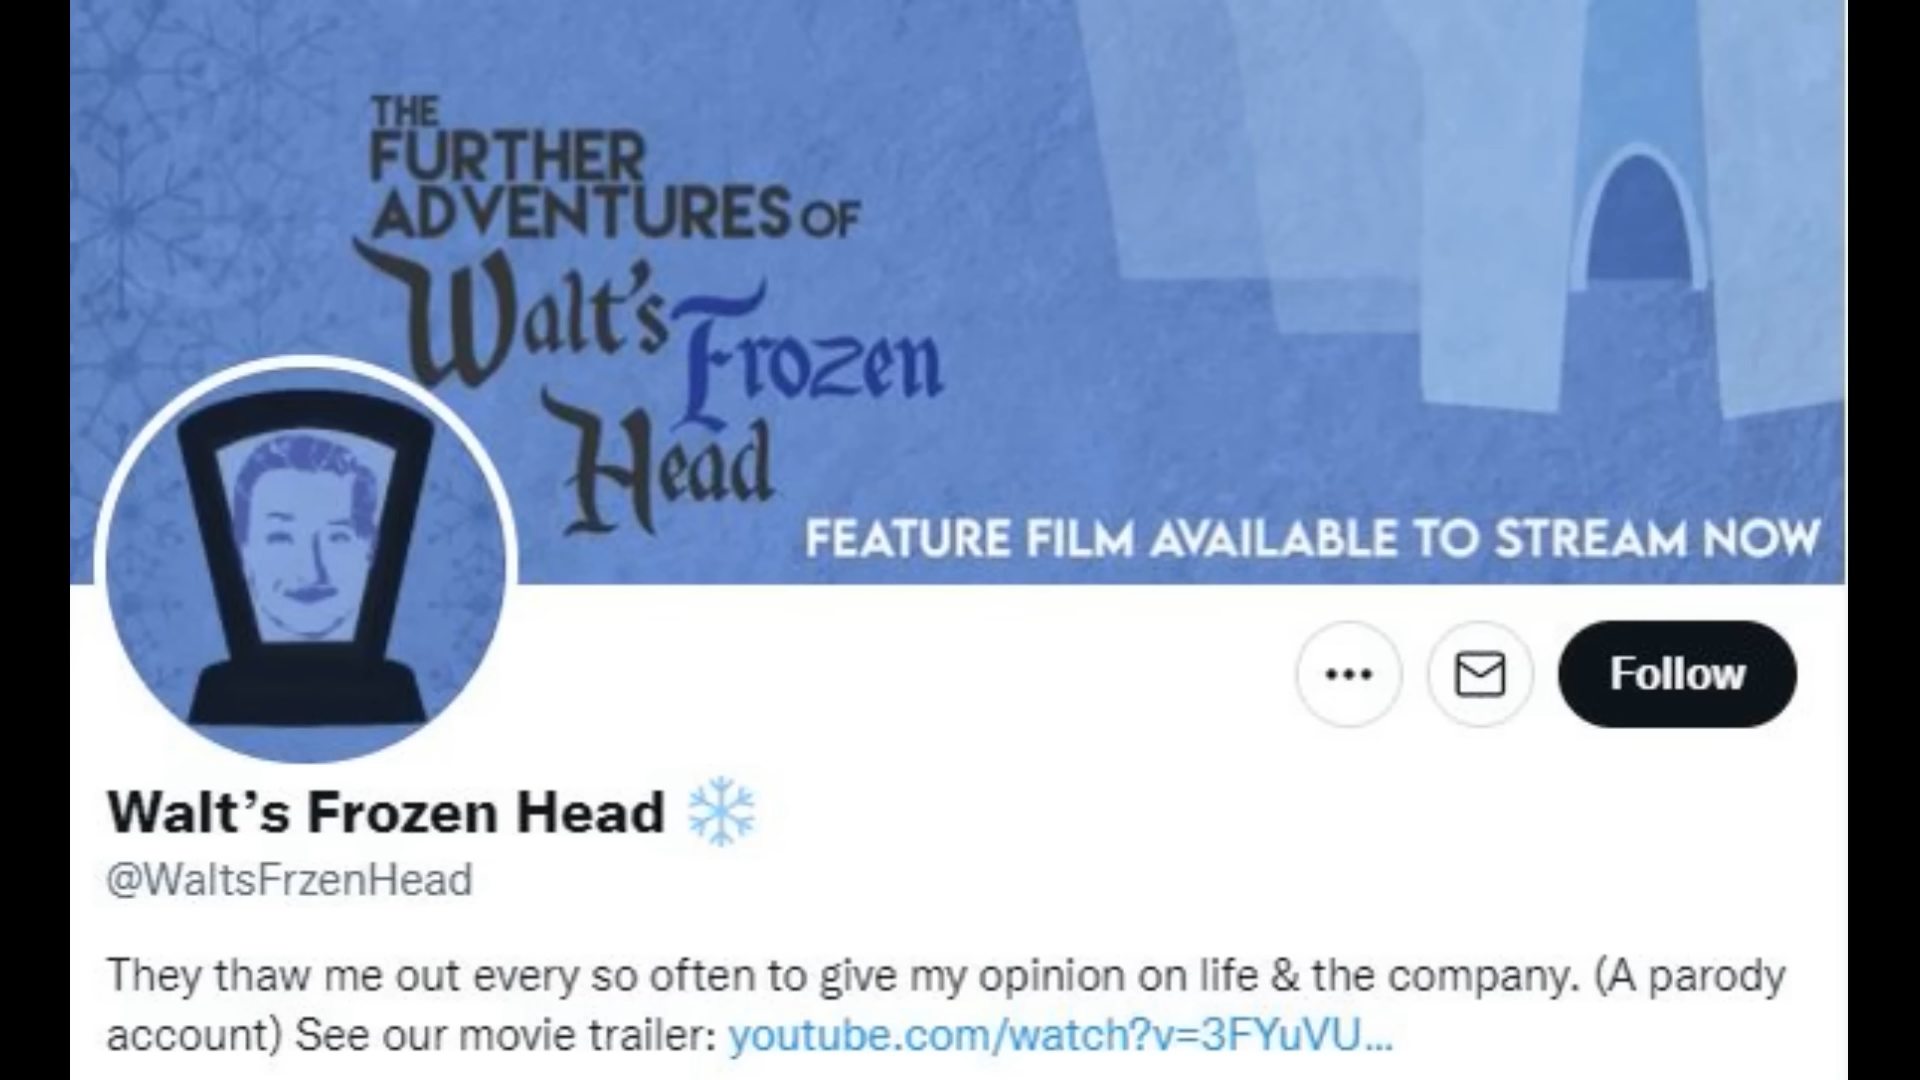 THE
FURTHER
ADVENTURES OF
Walt's Frozen
Head
FEATURE FILM AVAILABLE TO STREAM NOW
Follow
Walt’s Frozen Head
@WaltsFrzenHead
They thaw me out every so often to give my opinion on life & the company. (A parody
account) See our movie trailer: youtube.com/watch?v=3FYuVU...